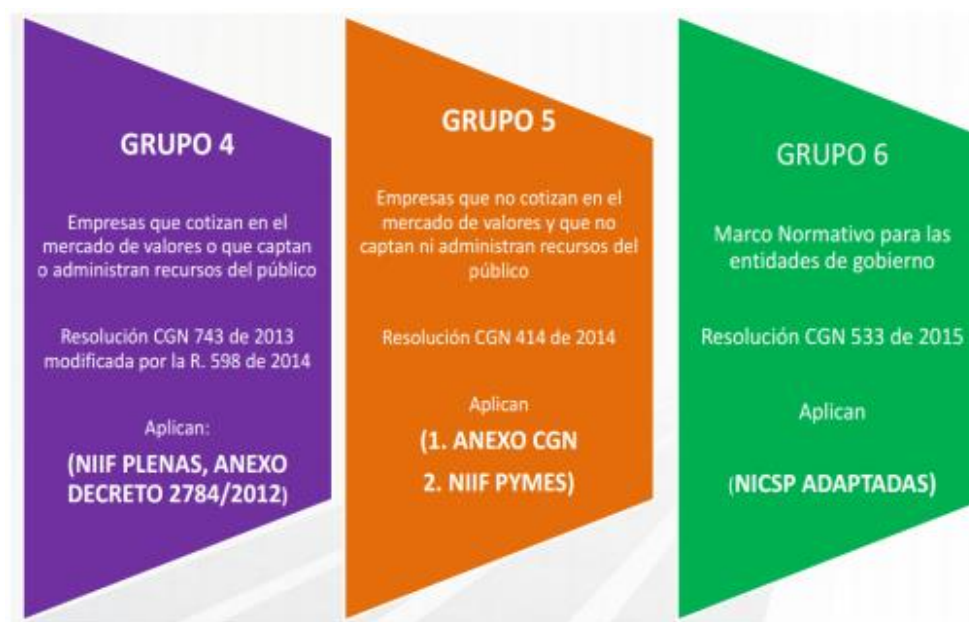 GRUPO 4
Empresas que cotizan en el
mercado de valores o que captan
o administran recursos del público
Resolución CGN 743 de 2013
modificada por la R. 598 de 2014
Aplican:
(NIIF PLENAS, ANEXO
DECRETO 2784/2012)
GRUPO 5
Empresas que no cotizan en el
mercado de valores y que no
captan ni administran recursos del
público
Resolución CGN 414 de 2014
Aplican
(1. ANEXO CGN
2. NIIF PYMES)
GRUPO 6
Marco Normativo para las
entidades de gobierno
Resolución CGN 533 de 2015
Aplican
(NICSP ADAPTADAS)